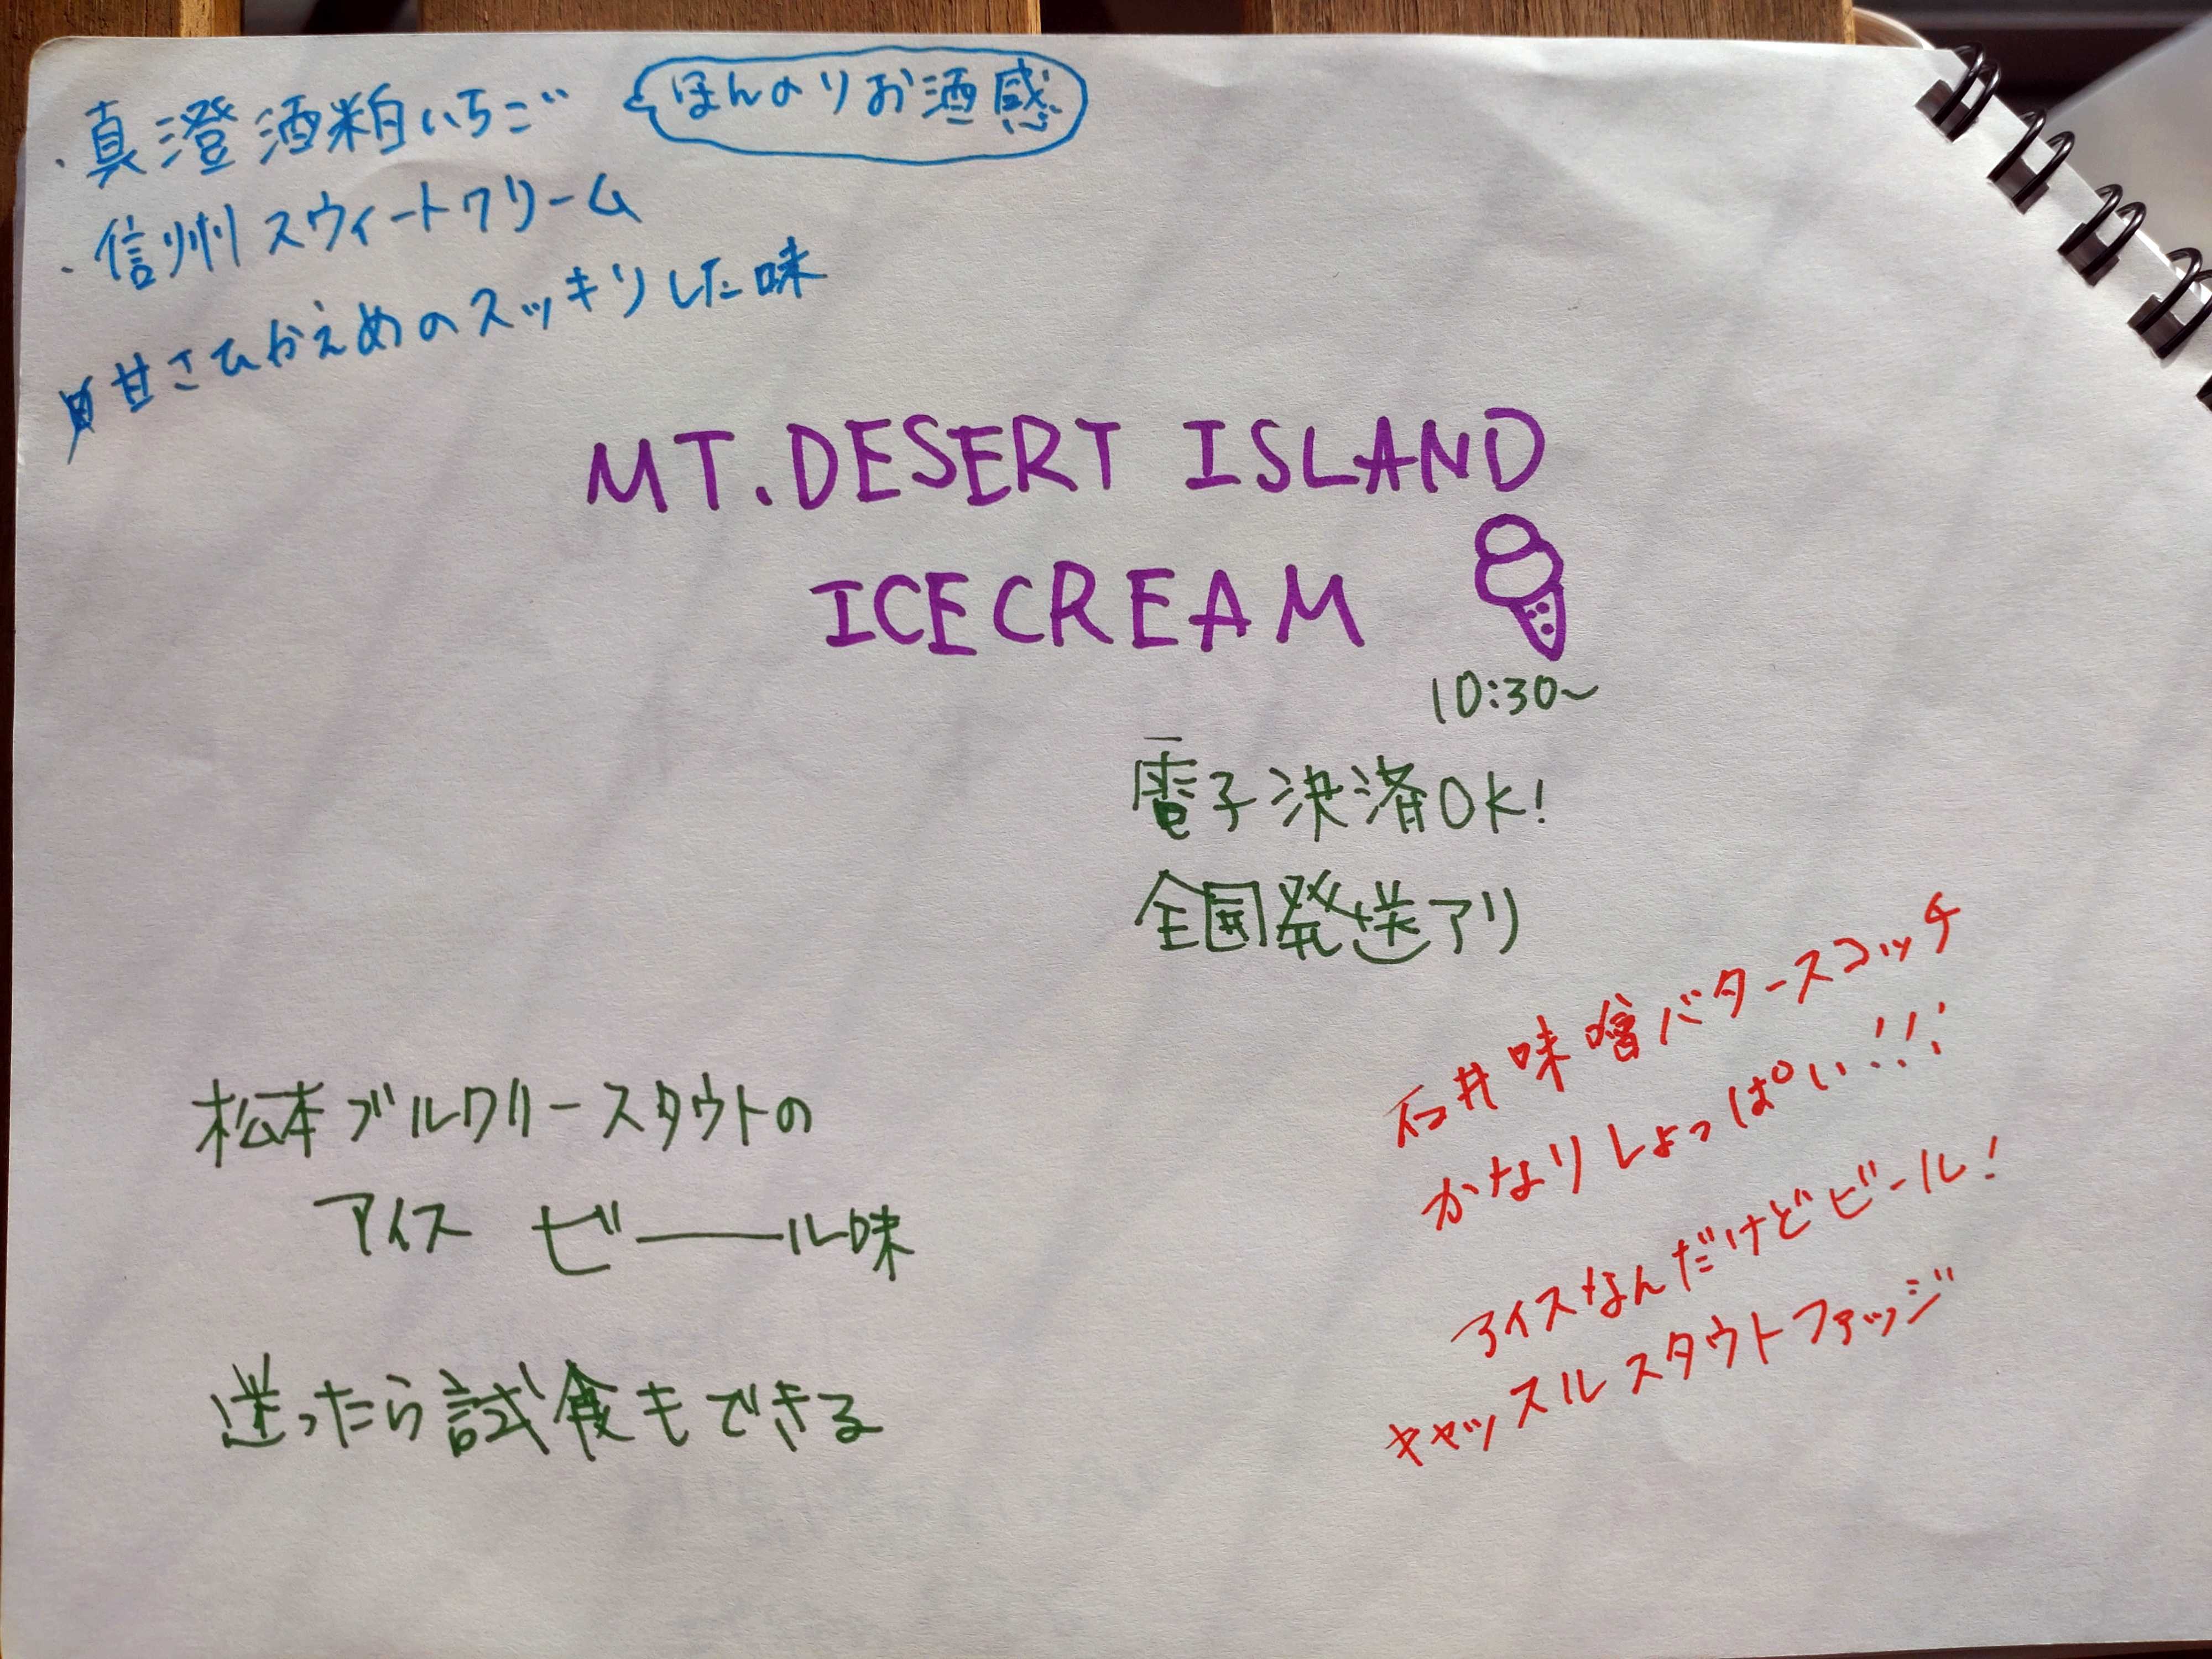 ・真澄酒粕いちご
ほんのりお酒感
・信州スウィートクリーム
甘さひかえめのスッキリした味
MT.DESERT ISLAND
ICECREAM
10:30~
電子決済OK!
全国発送アリ
石井味噌バタースコッチ
かなりしょっぱい!!!
アイスなんだけどビール!
キャッスルスタウトファッジ
松本ブルワリースタウトの
アイス ビール味
迷ったら試食もできる